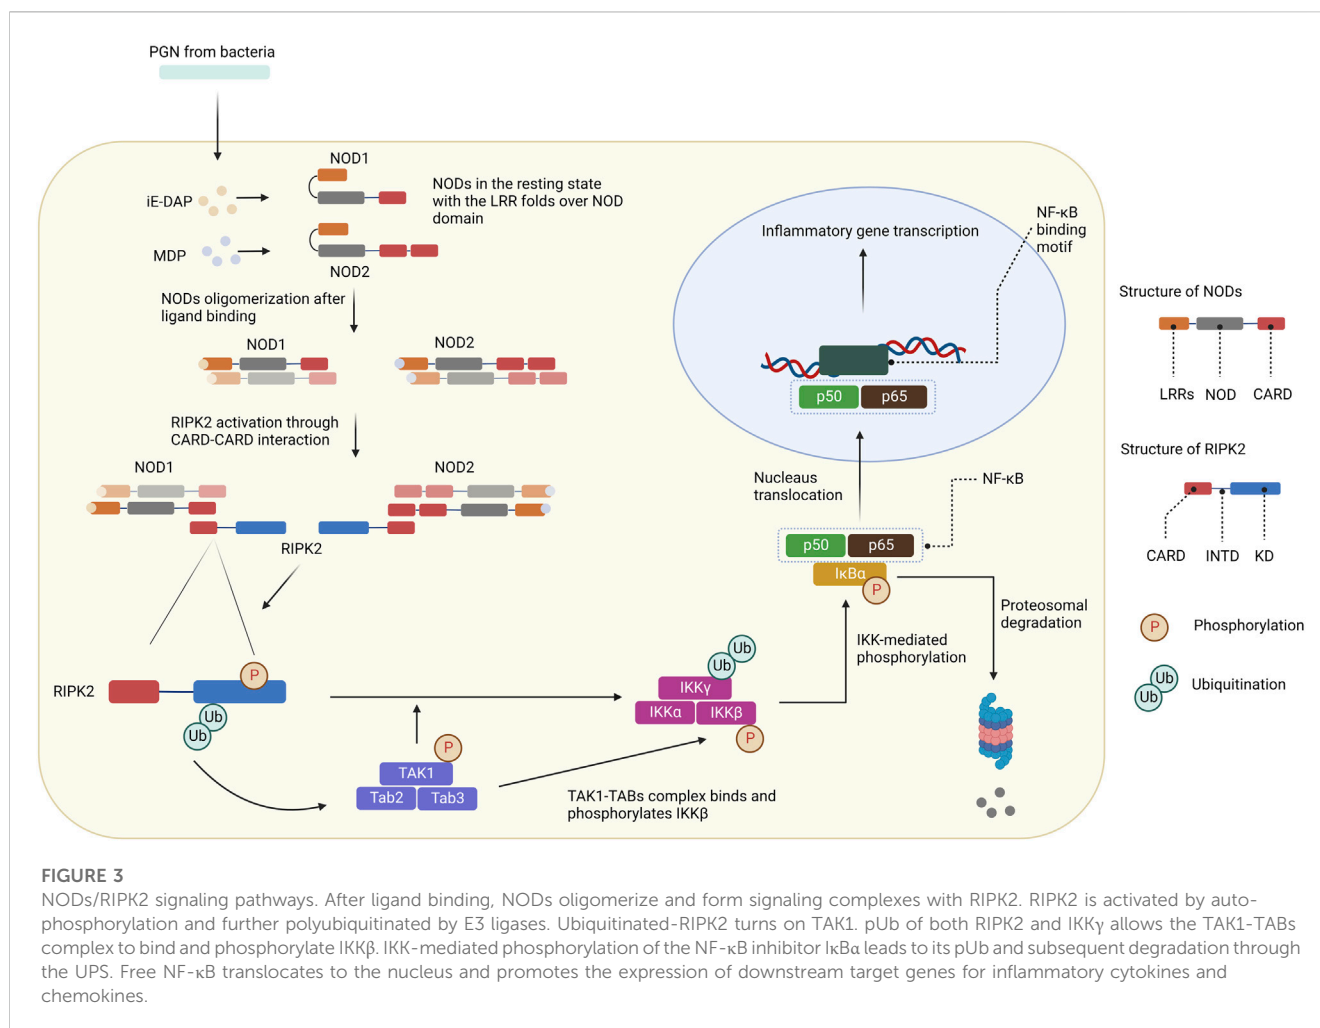 PGN from bacteria
iE-DAP
MDP
NOD1
NOD2
NODs in the resting state
with the LRR folds over NOD
domain
NODs oligomerization after
ligand binding
NOD1
NOD2
RIPK2 activation through
CARD-CARD interaction
NOD1
NOD2
RIPK2
RIPK2
P
Ub
Ub
P
TAK1
Tab2
Tab3
TAK1-TABs complex binds and
phosphorylates IKKβ
Ub
Ub
IKKγ
IKKα
IKKβ
P
IKK-mediated
phosphorylation
p50
p65
IκBα
P
NF-κB
Proteosomal
degradation
Nucleaus
translocation
Inflammatory gene transcription
p50
p65
NF-κB
binding
motif
Structure of NODs
LRRs
NOD
CARD
Structure of RIPK2
CARD
INTD
KD
P
Phosphorylation
Ub
Ub
Ubiquitination
FIGURE 3
NODs/RIPK2 signaling pathways. After ligand binding, NODs oligomerize and form signaling complexes with RIPK2. RIPK2 is activated by auto-
phosphorylation and further polyubiquitinated by E3 ligases. Ubiquitinated-RIPK2 turns on TAK1. pUb of both RIPK2 and IKKγ allows the TAK1-TABs
complex to bind and phosphorylate IKKβ. IKK-mediated phosphorylation of the NF-κB inhibitor IκBα leads to its pUb and subsequent degradation through
the UPS. Free NF-κB translocates to the nucleus and promotes the expression of downstream target genes for inflammatory cytokines and
chemokines.